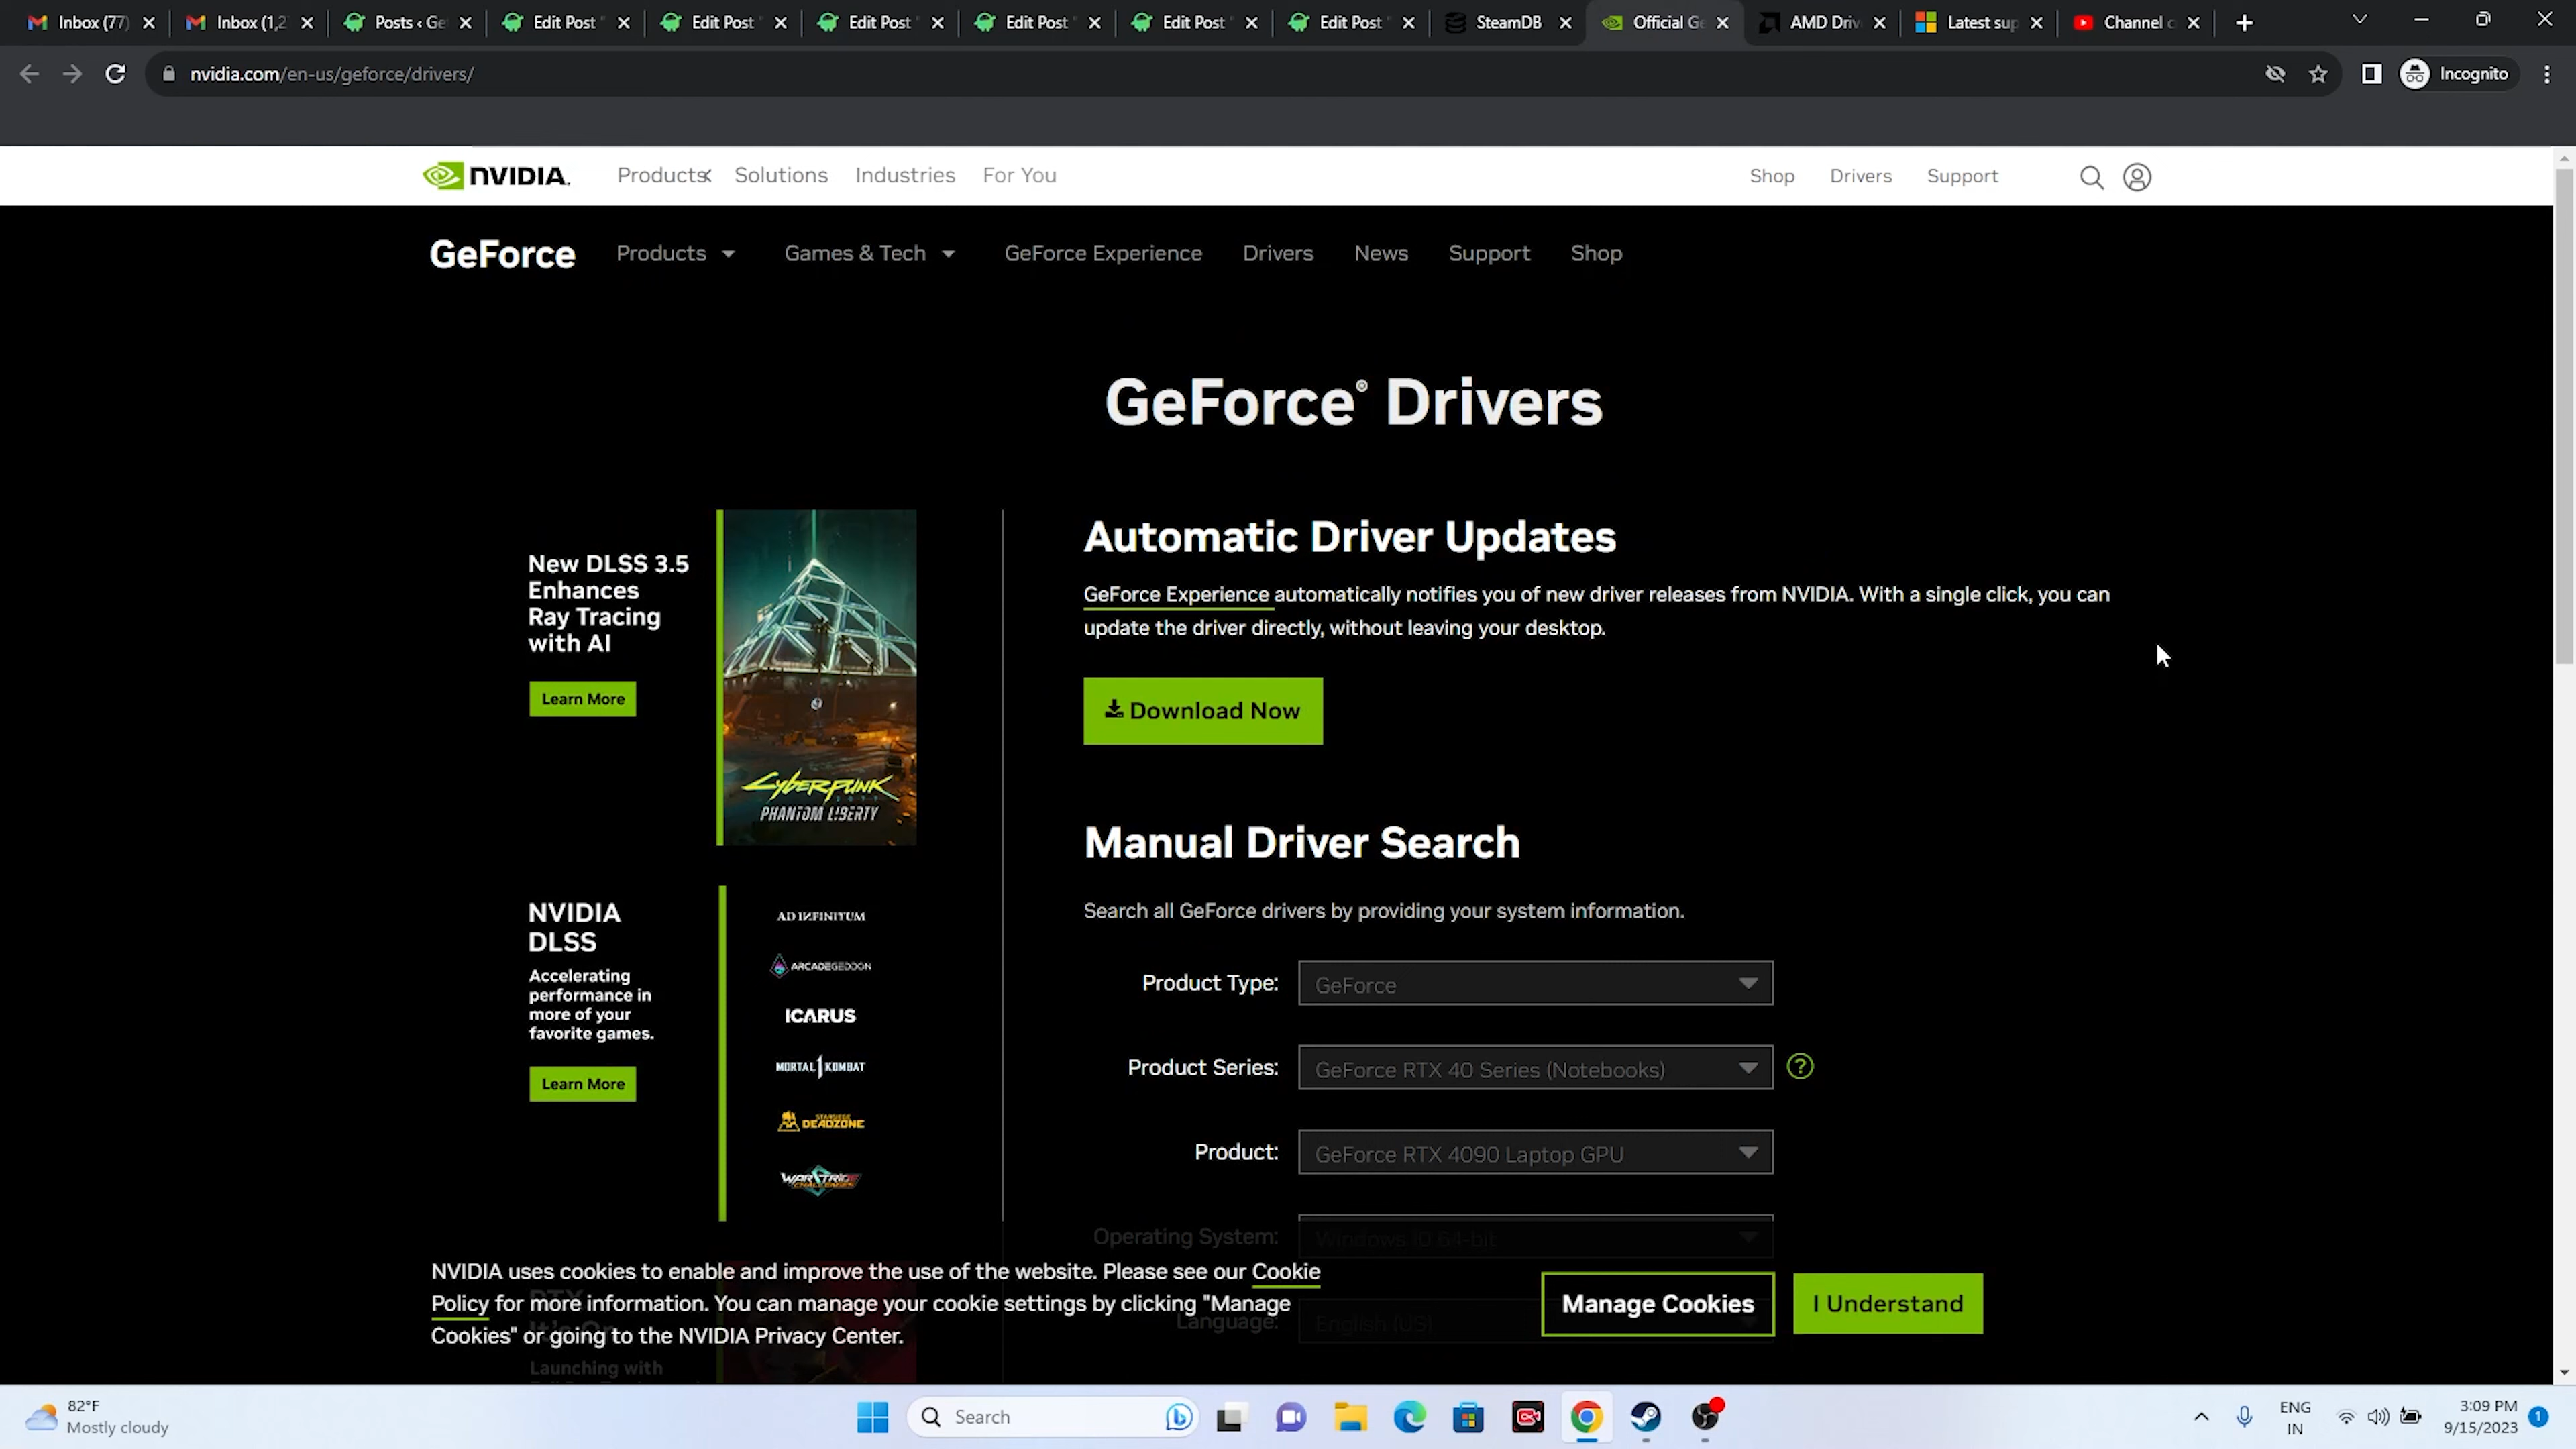 Inbox (77)
Inbox (1,2
Posts ‹ Ge
Edit Post "
Edit Post "
Edit Post "
Edit Post "
Edit Post "
Edit Post "
SteamDB
Official Ge
AMD Driv
Latest sup
Channel c
nvidia.com/en-us/geforce/drivers/
Incognito
NVIDIA.
Products
Solutions
Industries
For You
Shop
Drivers
Support
GeForce
Products
Games & Tech
GeForce Experience
Drivers
News
Support
Shop
GeForce® Drivers
New DLSS 3.5
Enhances
Ray Tracing
with AI
Learn More
CYBERPUNK
2077
PHANTOM LIBERTY
Automatic Driver Updates
GeForce Experience automatically notifies you of new driver releases from NVIDIA. With a single click, you can
update the driver directly, without leaving your desktop.
Download Now
NVIDIA
DLSS
Accelerating
performance in
more of your
favorite games.
Learn More
AD INFINITUM
ARCADEGEDDON
ICARUS
MORTAL 1 KOMBAT
STARSIEGE
DEADZONE
WARSTRIDE
CHALLENGES
Manual Driver Search
Search all GeForce drivers by providing your system information.
Product Type:
GeForce
Product Series:
GeForce RTX 40 Series (Notebooks)
?
Product:
GeForce RTX 4090 Laptop GPU
Operating System:
Windows 10 64-bit
Language:
English (US)
RTX.
It's On.
Launching with
NVIDIA uses cookies to enable and improve the use of the website. Please see our Cookie
Policy for more information. You can manage your cookie settings by clicking "Manage
Cookies" or going to the NVIDIA Privacy Center.
Manage Cookies
I Understand
82°F
Mostly cloudy
Search
ENG
IN
3:09 PM
9/15/2023
1